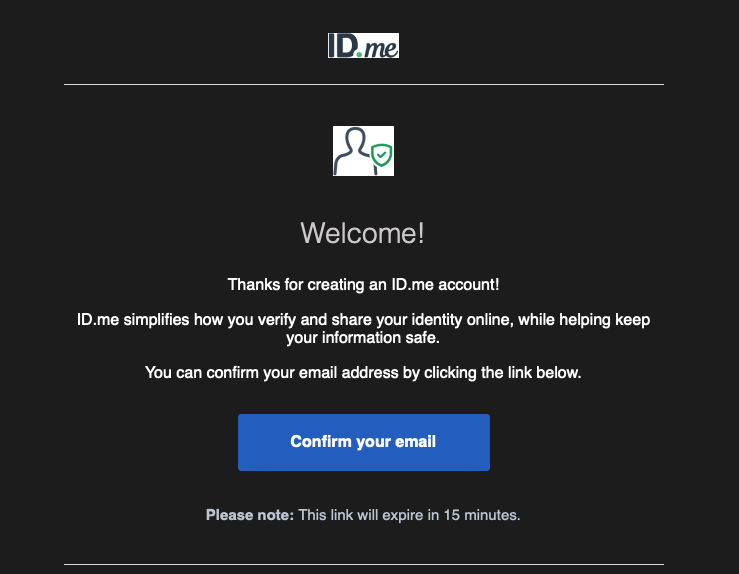 ID.me
Welcome!
Thanks for creating an ID.me account!
ID.me simplifies how you verify and share your identity online, while helping keep
your information safe.
You can confirm your email address by clicking the link below.
Confirm your email
Please note: This link will expire in 15 minutes.